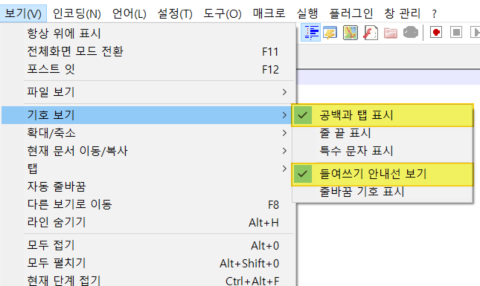 보기(V) 인코딩(N) 언어(L) 설정(T) 도구(O) 매크로 실행 플러그인 창 관리 ?
항상 위에 표시
전체화면 모드 전환 F11
포스트 잇 F12
파일 보기
기호 보기
공백과 탭 표시
줄 끝 표시
특수 문자 표시
들여쓰기 안내선 보기
줄바꿈 기호 표시
확대/축소
현재 문서 이동/복사
탭
자동 줄바꿈
다른 보기로 이동 F8
라인 숨기기 Alt+H
모두 접기 Alt+0
모두 펼치기 Alt+Shift+0
현재 단계 접기 Ctrl+Alt+F